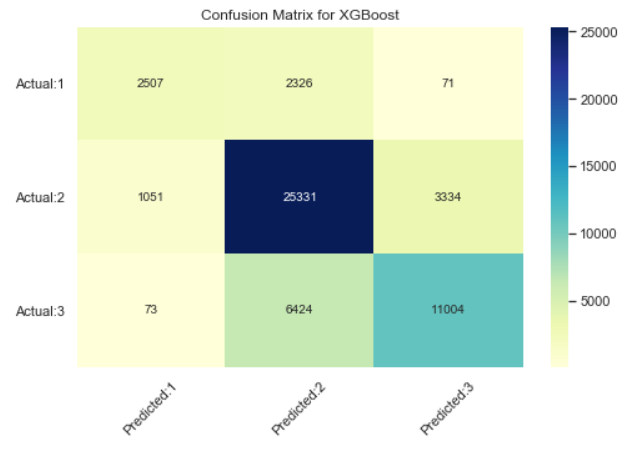 Confusion Matrix for XGBoost
Actual:1 2507 2326 71
Actual:2 1051 25331 3334
Actual:3 73 6424 11004
Predicted:1 Predicted:2 Predicted:3
25000
20000
15000
10000
5000